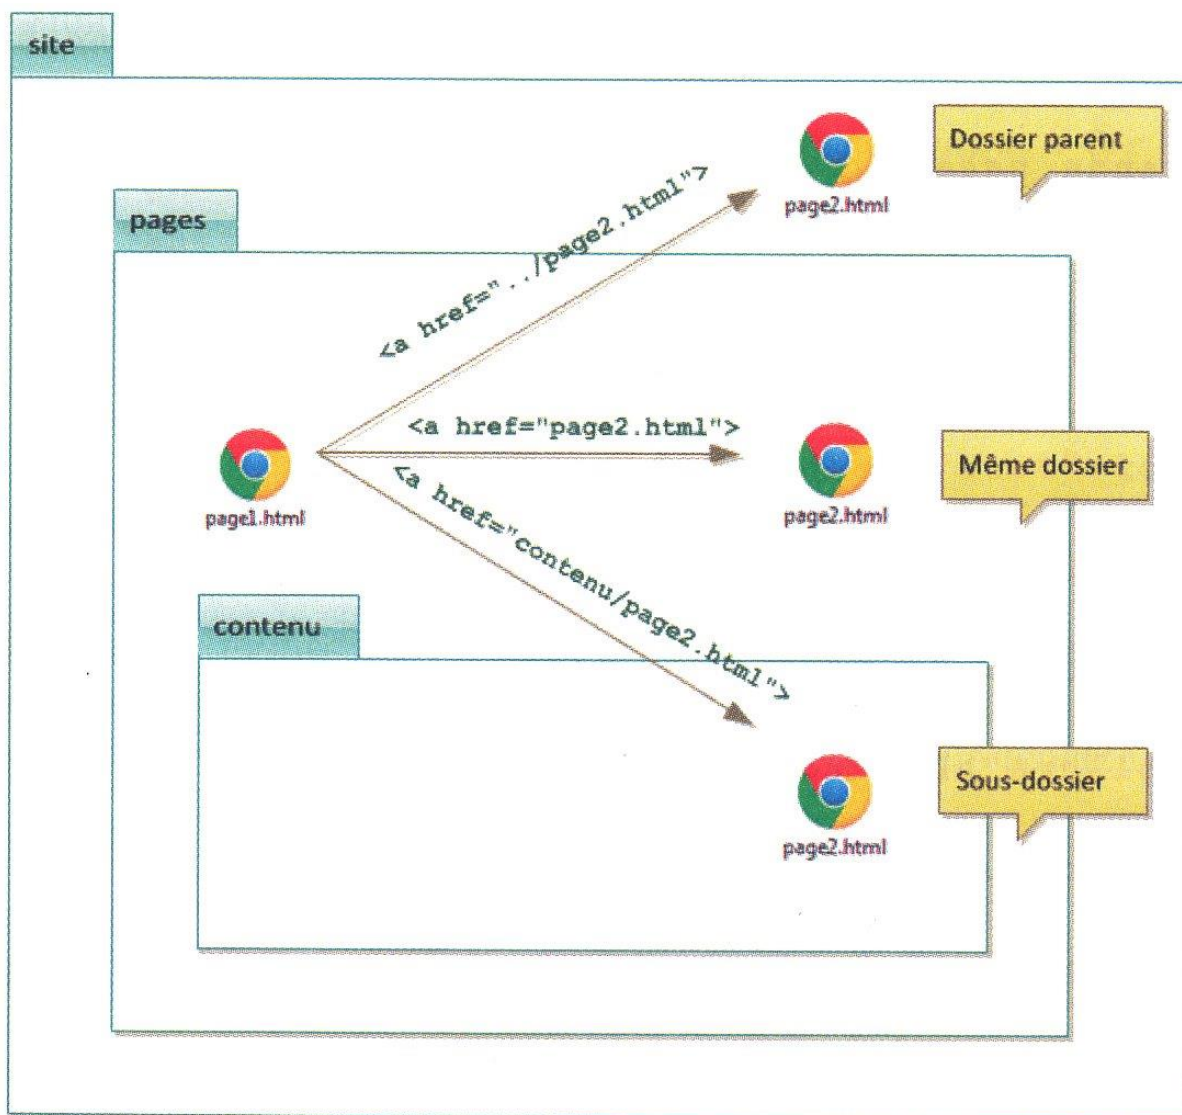 site
Dossier parent
page2.html
pages
<a href="../page2.html">
<a href="page2.html">
Même dossier
page1.html
page2.html
<a href="contenu/page2.html">
contenu
Sous-dossier
page2.html